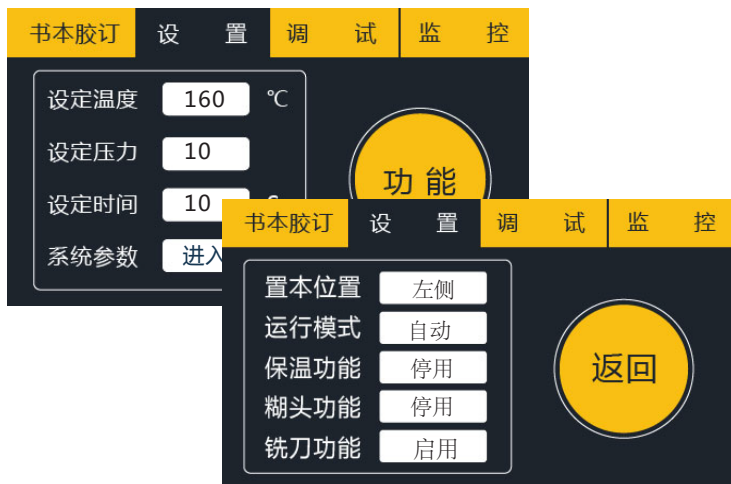 书本胶订 设 置 调 试 监 控
设定温度 160 ℃
设定压力 10
设定时间 10
系统参数 进入
功 能
书本胶订 设 置 调 试 监 控
置本位置 左侧
运行模式 自动
保温功能 停用
糊头功能 停用
铣刀功能 启用
返回